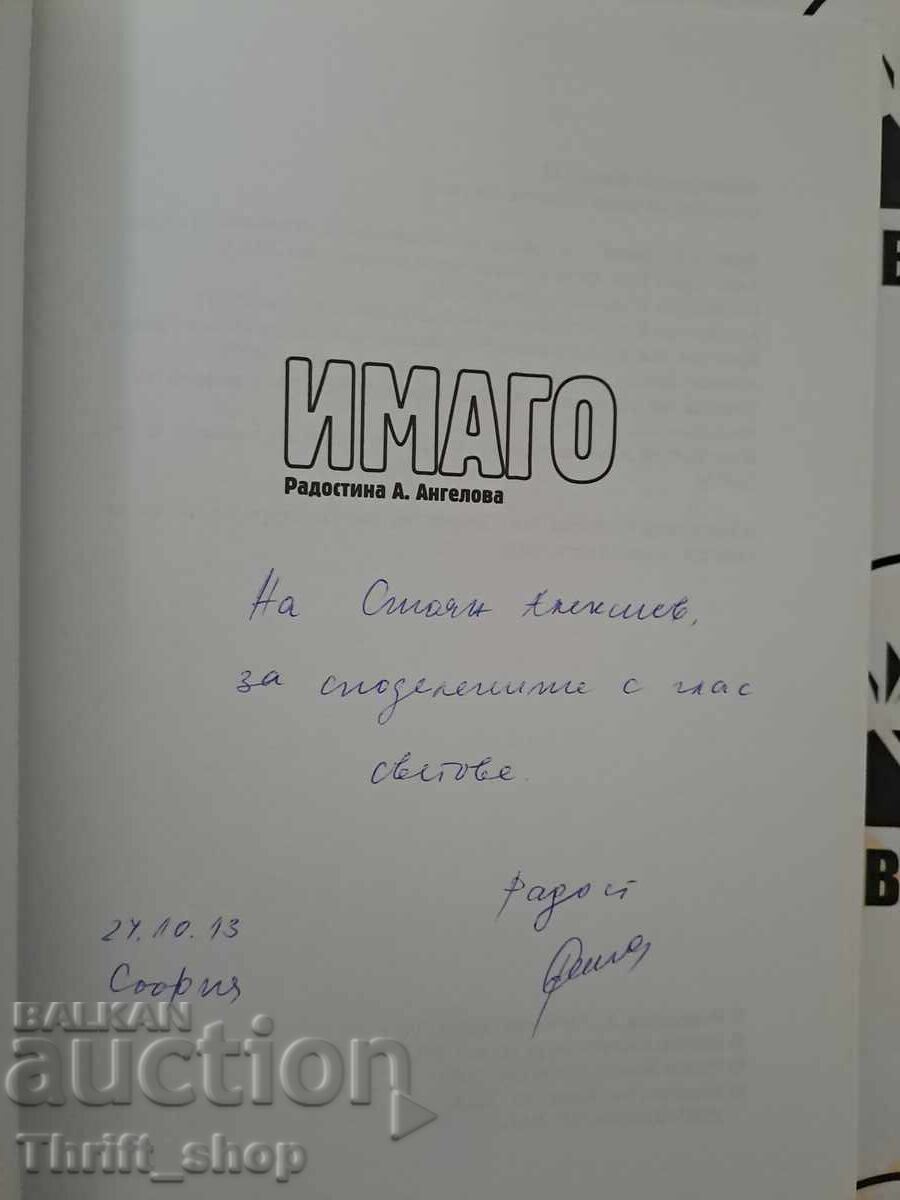 ИМАГО
Радостина А. Ангелова
На Стоян Алексиев,
за споделените с глас
светове.
Радост
24.10.13
София
BALKAN
auction
Thrift_shop
В